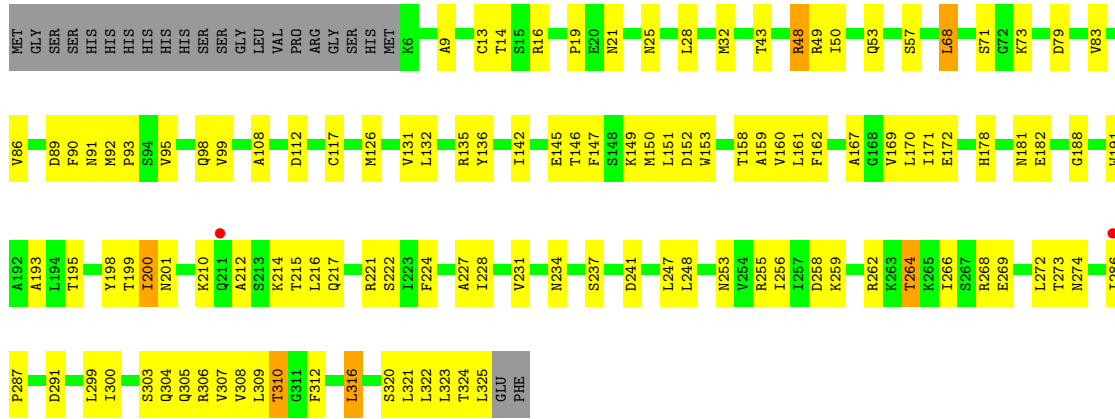 MET GLY SER SER HIS HIS HIS HIS HIS HIS SER SER GLY LEU VAL PRO ARG GLY SER HIS MET K6 A9 C13 T14 S15 R16 P19 E20 N21 N25 L28 M32 T43 R48 R49 I50 Q53 S57 L68 S71 G72 K73 D79 V83
V86 D89 F90 N91 M92 P93 S94 V95 Q98 V99 A108 D112 C117 M126 V131 L132 R135 Y136 I142 E145 T146 F147 S148 K149 M150 L151 D152 W153 T158 A159 V160 L161 F162 A167 G168 V169 L170 I171 E172 H178 N181 E182 G188 W191
A192 A193 L194 T195 Y198 T199 I200 N201 K210 Q211 A212 S213 K214 T215 L216 Q217 R221 S222 I223 F224 A227 I228 V231 N234 S237 D241 L247 L248 N253 V254 R255 I256 I257 D258 K259 R262 K263 T264 K265 I266 S267 R268 E269 L272 T273 N274 I286
P287 D291 L299 I300 S303 Q304 Q305 R306 V307 V308 L309 T310 G311 F312 L316 S320 L321 L322 L323 T324 L325 GLU PHE